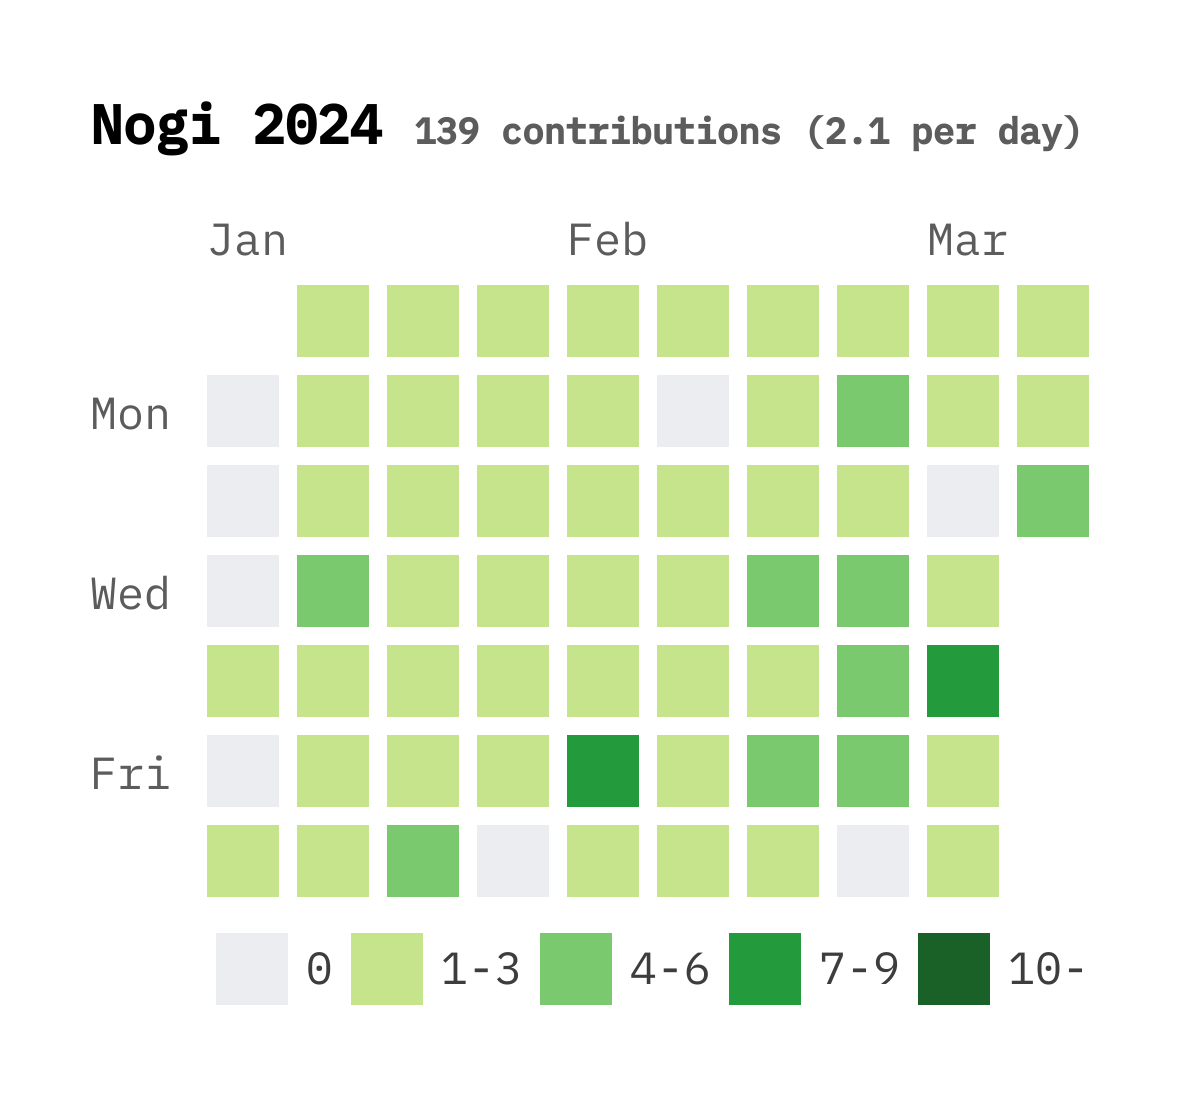 Nogi 2024 139 contributions (2.1 per day)
Jan Feb Mar
Mon
Wed
Fri
0 1-3 4-6 7-9 10-